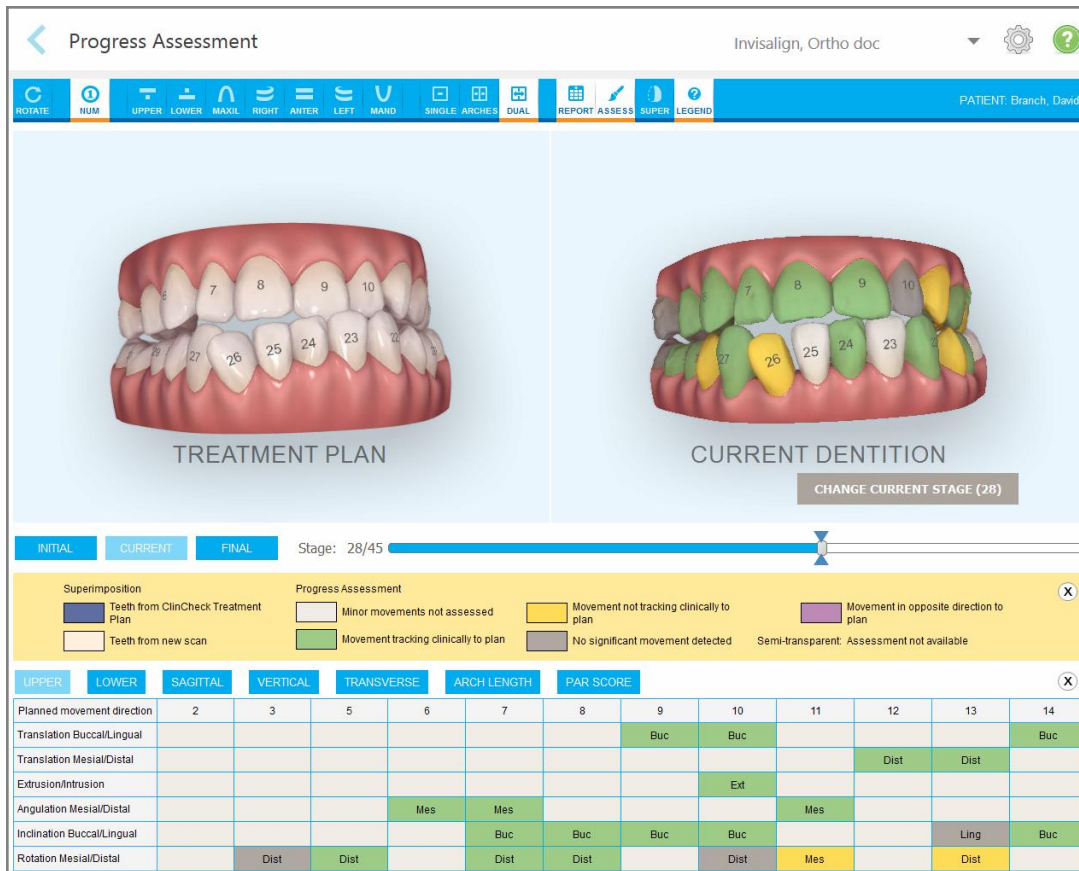 Progress Assessment
Invisalign, Ortho doc
?
ROTATE NUM UPPER LOWER MAXIL RIGHT ANTER LEFT MAND SINGLE ARCHES DUAL REPORT ASSESS SUPER LEGEND
PATIENT: Branch, David
7 8 9 10
26 25 24 23 27
TREATMENT PLAN
7 8 9 10
27 26 25 24 23
CURRENT DENTITION
CHANGE CURRENT STAGE (28)
INITIAL CURRENT FINAL Stage: 28/45
Superimposition
Teeth from ClinCheck Treatment
Plan
Teeth from new scan
Progress Assessment
Minor movements not assessed
Movement tracking clinically to plan
Movement not tracking clinically to
plan
No significant movement detected
Movement in opposite direction to
plan
Semi-transparent: Assessment not available
X
UPPER LOWER SAGITTAL VERTICAL TRANSVERSE ARCH LENGTH PAR SCORE X
Planned movement direction 2 3 5 6 7 8 9 10 11 12 13 14
Translation Buccal/Lingual Buc Buc Buc
Translation Mesial/Distal Dist Dist
Extrusion/Intrusion Ext
Angulation Mesial/Distal Mes Mes Mes
Inclination Buccal/Lingual Buc Buc Buc Buc Ling Buc
Rotation Mesial/Distal Dist Dist Dist Dist Dist Mes Dist